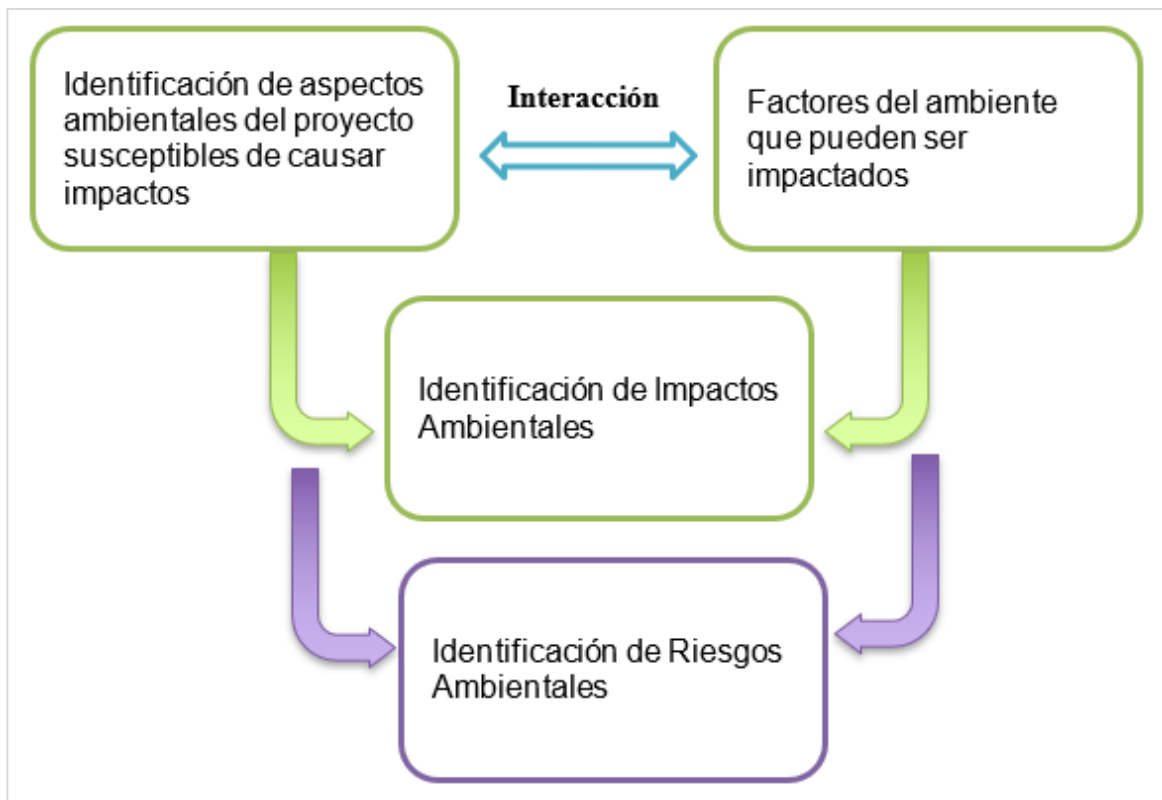 Identificación de aspectos
ambientales del proyecto
susceptibles de causar
impactos
Interacción
Factores del ambiente
que pueden ser
impactados
Identificación de Impactos
Ambientales
Identificación de Riesgos
Ambientales